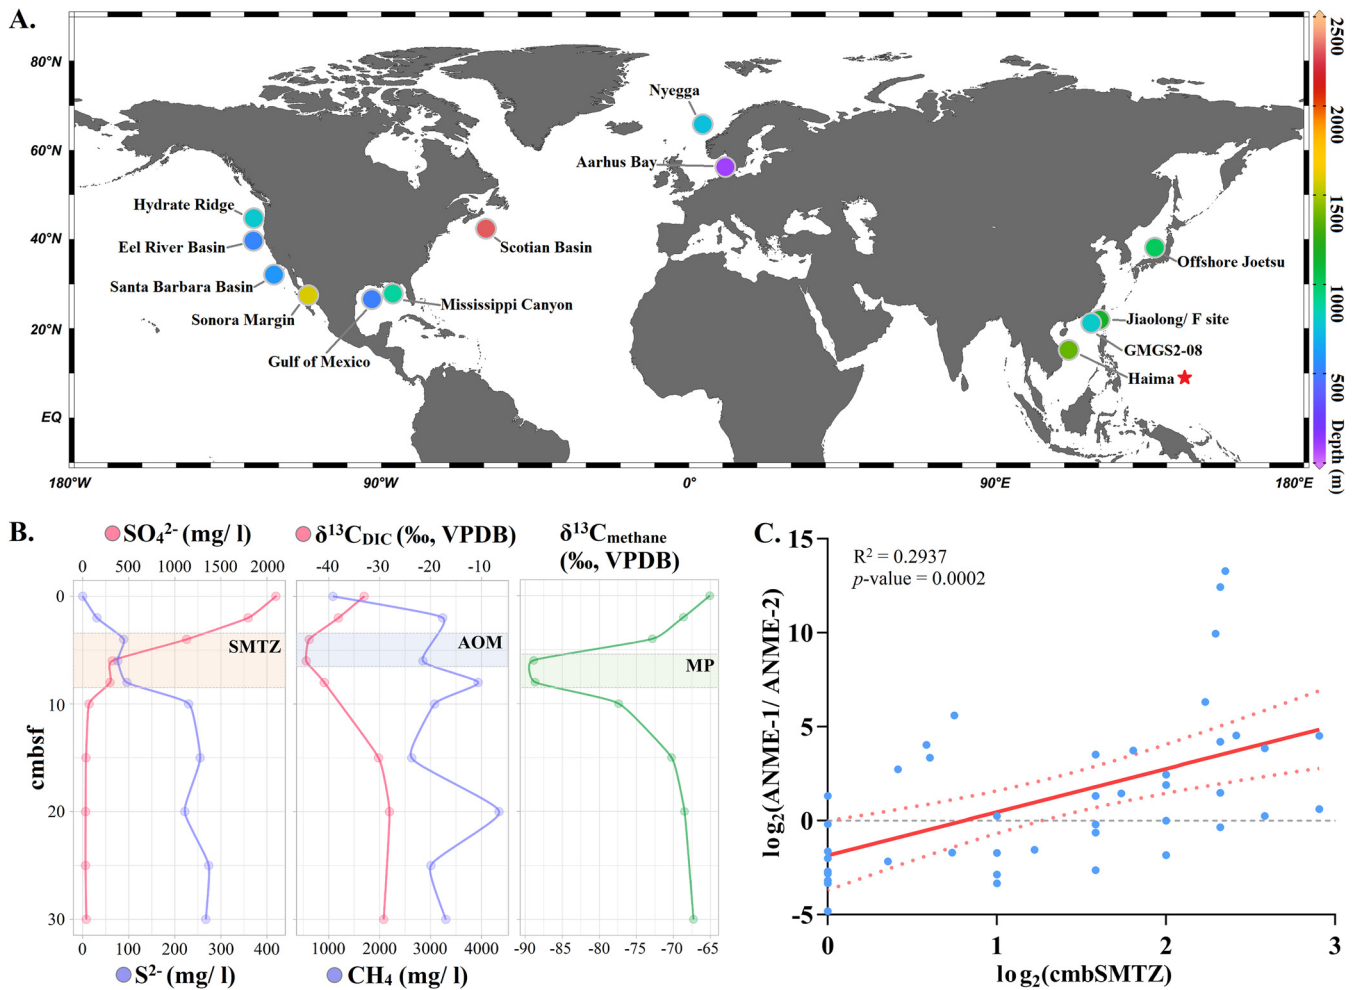 A.
80°N
60°N
40°N
20°N
EQ
180°W
90°W
0°
90°E
180°E
Nyegga
Aarhus Bay
Hydrate Ridge
Eel River Basin
Santa Barbara Basin
Sonora Margin
Gulf of Mexico
Mississippi Canyon
Scotian Basin
Offshore Joetsu
Jiaolong/ F site
GMGS2-08
Haima
2500
2000
1500
1000
500
Depth (m)
B.
SO₄²⁻ (mg/ l)
0 500 1000 1500 2000
δ¹³C_DIC (‰, VPDB)
-40 -30 -20 -10
δ¹³C_methane
(‰, VPDB)
0
10
20
30
cmbsf
SMTZ
AOM
MP
0 100 200 300 400
S²⁻ (mg/ l)
1000 2000 3000 4000
CH₄ (mg/ l)
-90 -85 -80 -75 -70 -65
C.
R² = 0.2937
p-value = 0.0002
15
10
5
0
-5
log₂(ANME-1/ ANME-2)
0 1 2 3
log₂(cmbSMTZ)